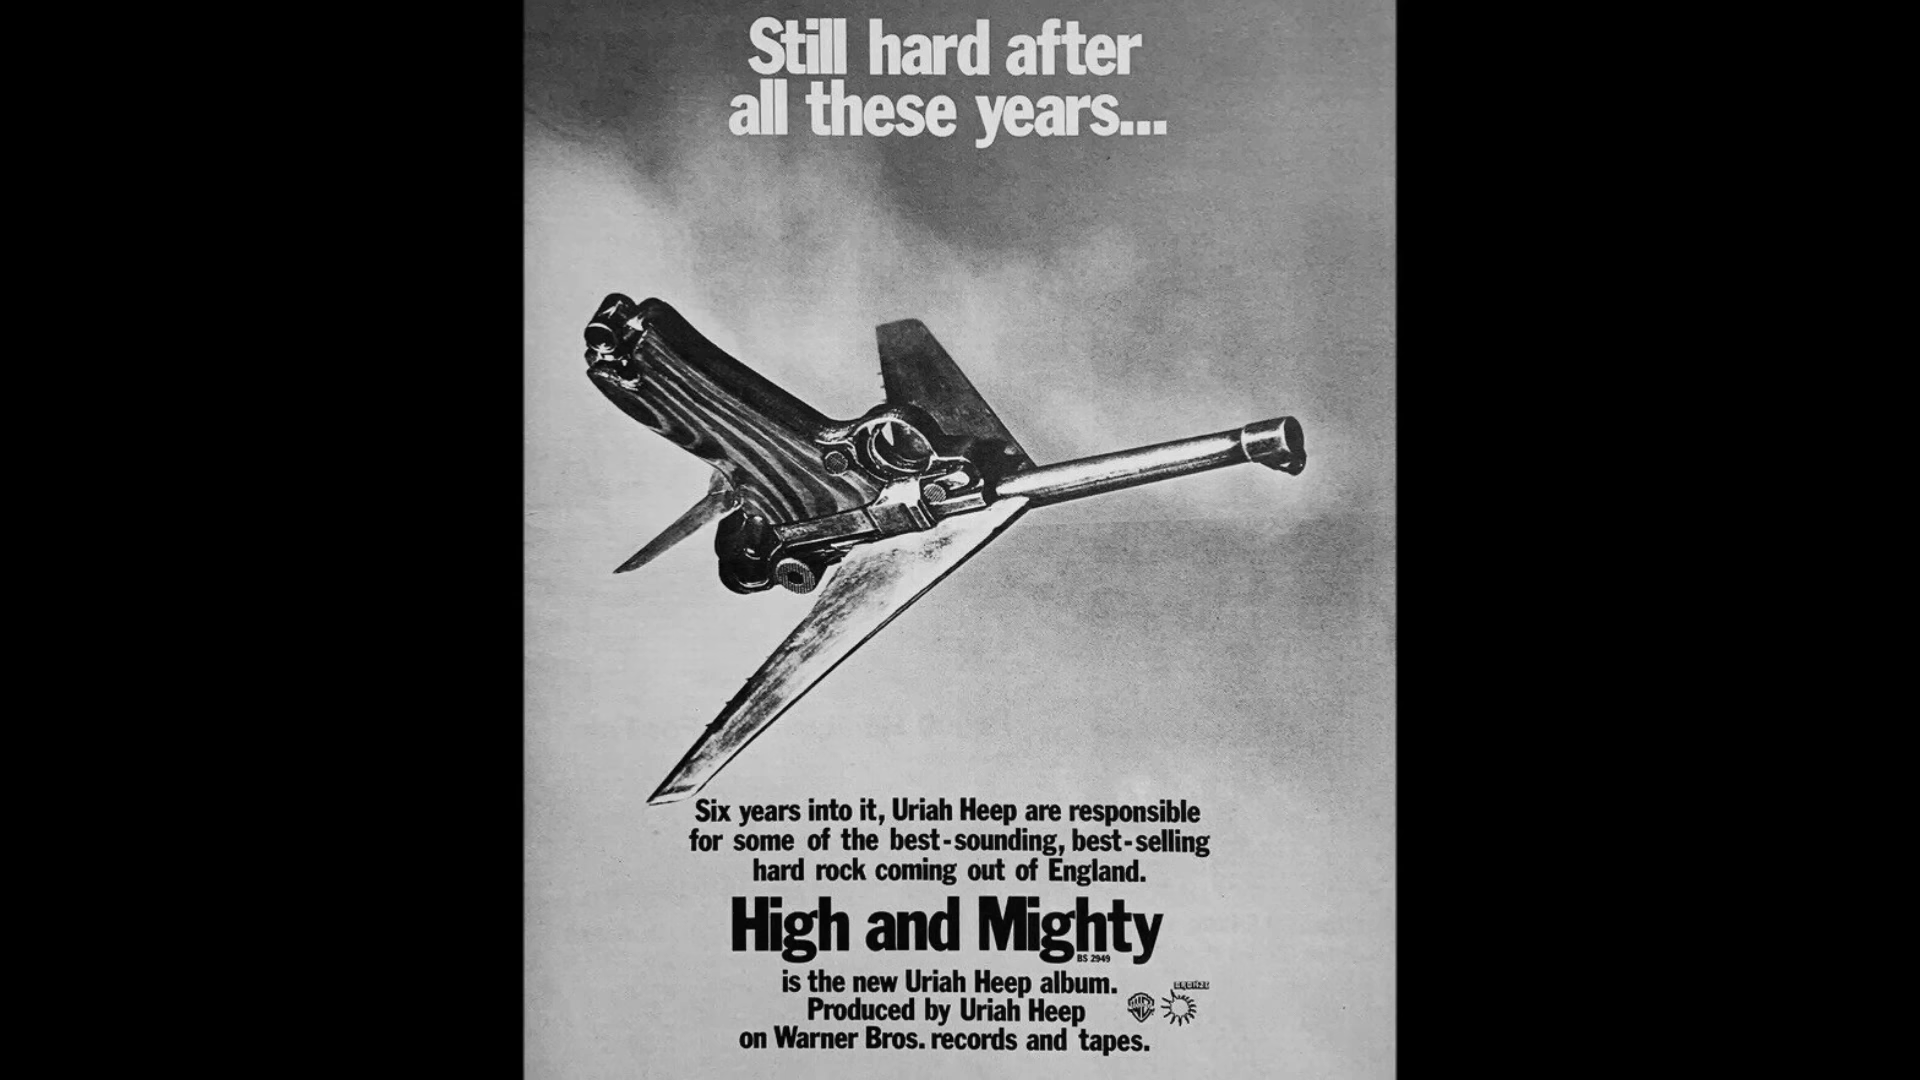 Still hard after
all these years...
Six years into it, Uriah Heep are responsible
for some of the best-sounding, best-selling
hard rock coming out of England.
High and Mighty
BS 2949
is the new Uriah Heep album.
BRONZE
Produced by Uriah Heep
on Warner Bros. records and tapes.